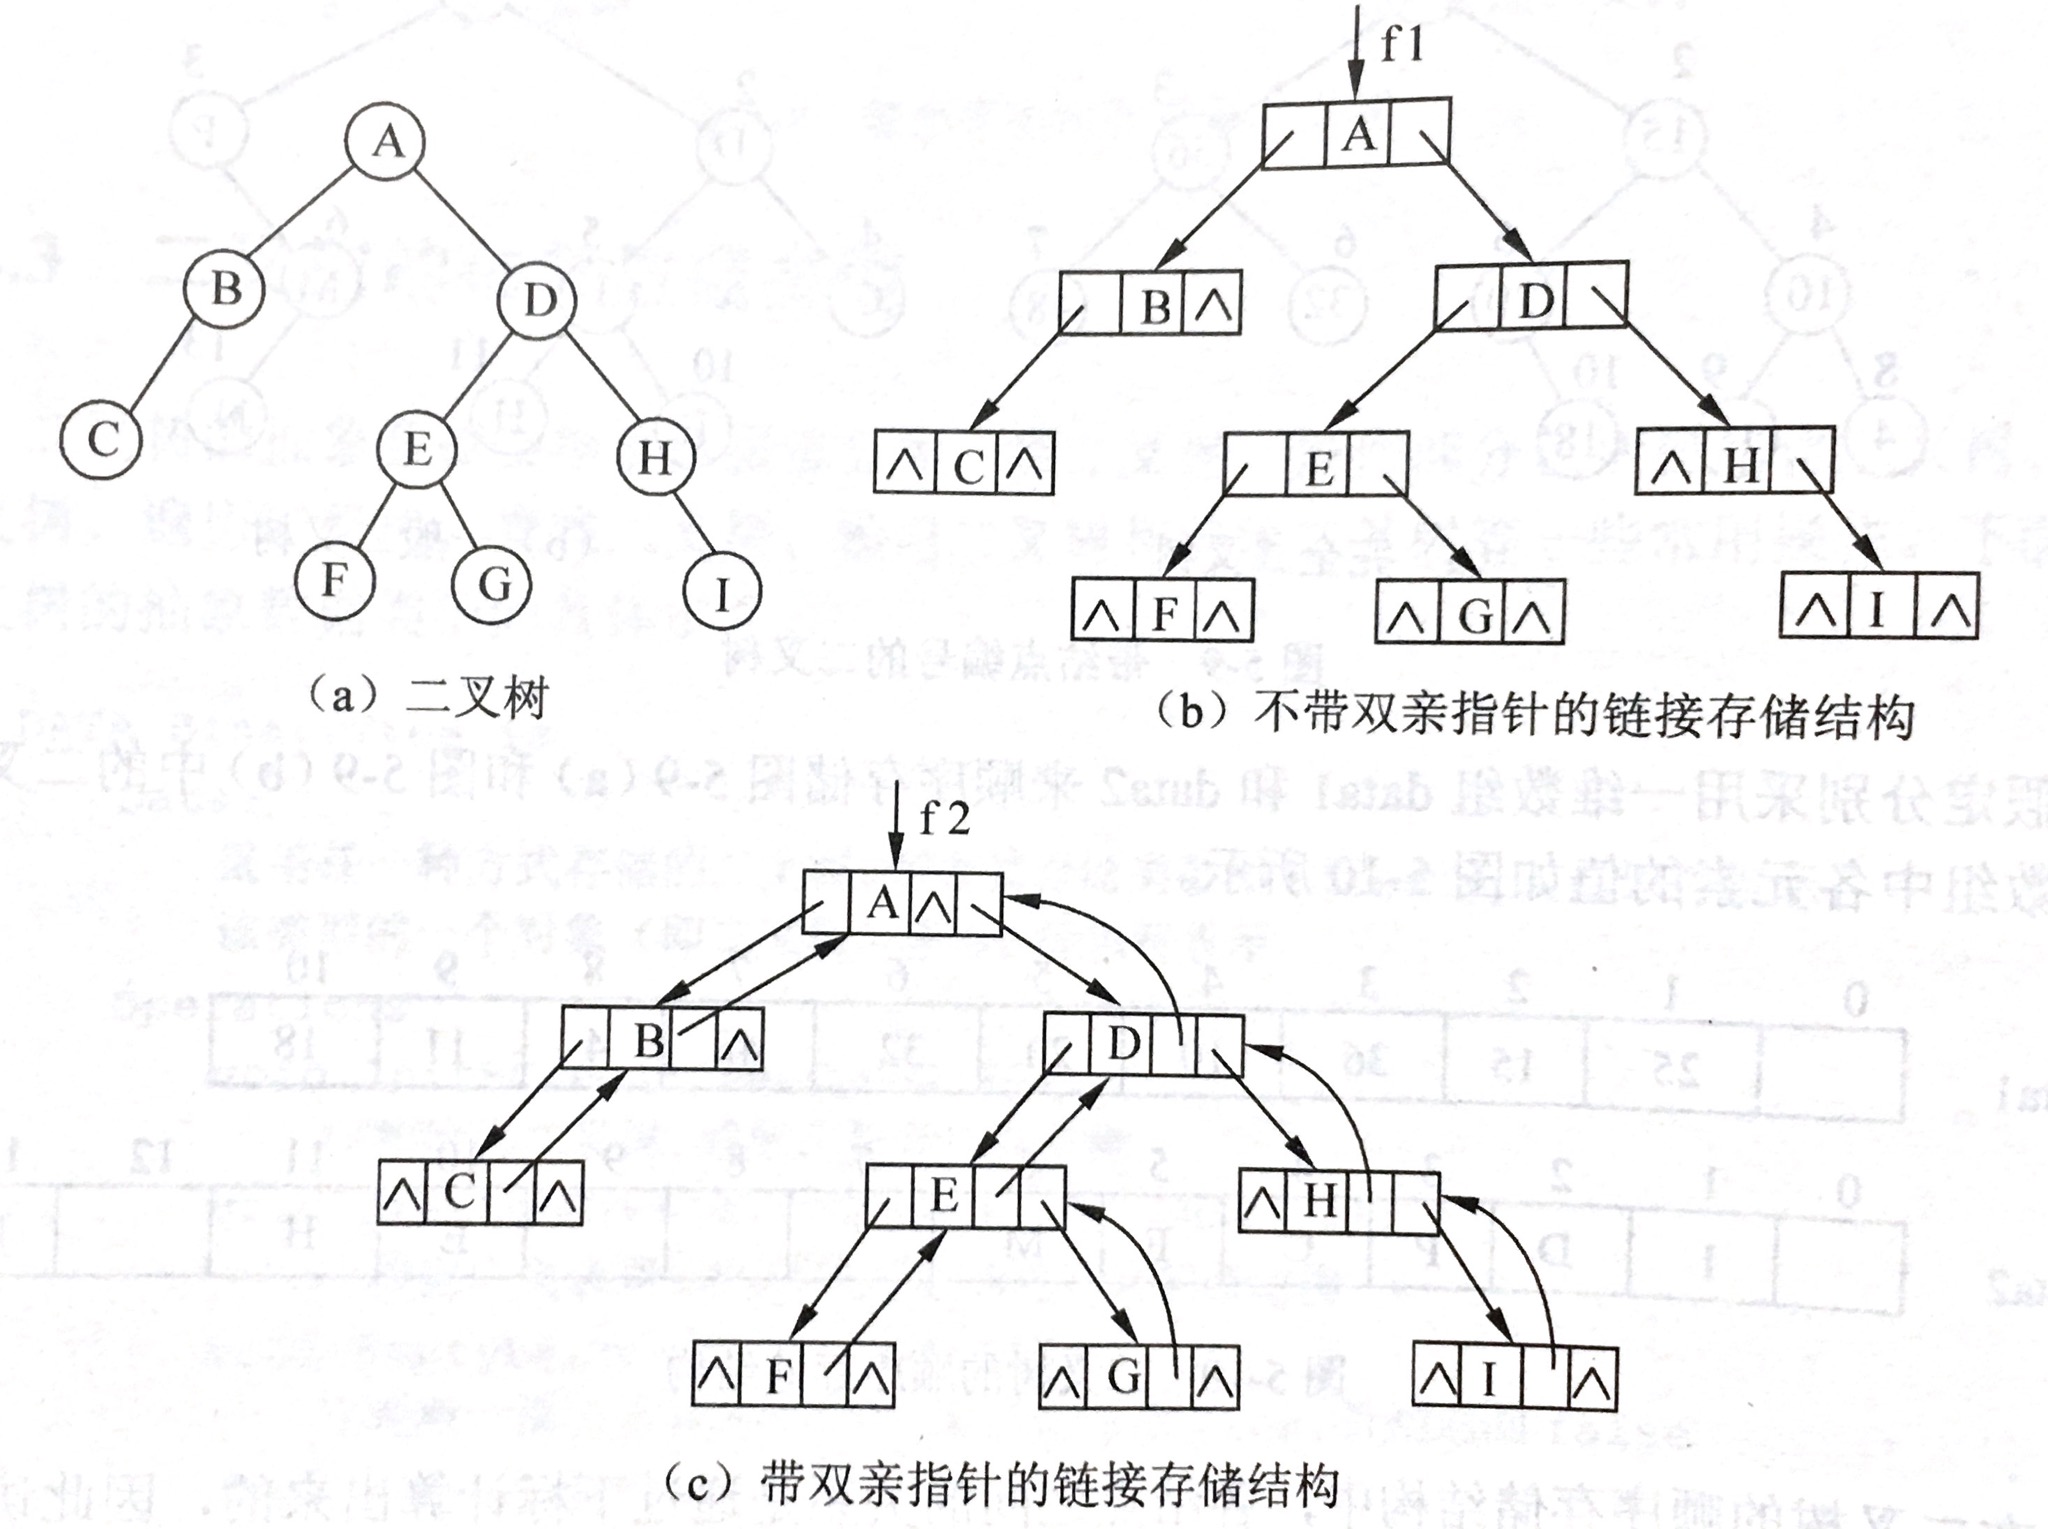 f1
A
B
D
C
E
H
F
G
I
(a) 二叉树
A
B ∧
D
∧ C ∧
E
∧ H
∧ F ∧
∧ G ∧
∧ I ∧
(b) 不带双亲指针的链接存储结构
f2
A ∧
B ∧
D
∧ C ∧
E
∧ H
∧ F ∧
∧ G ∧
∧ I ∧
(c) 带双亲指针的链接存储结构